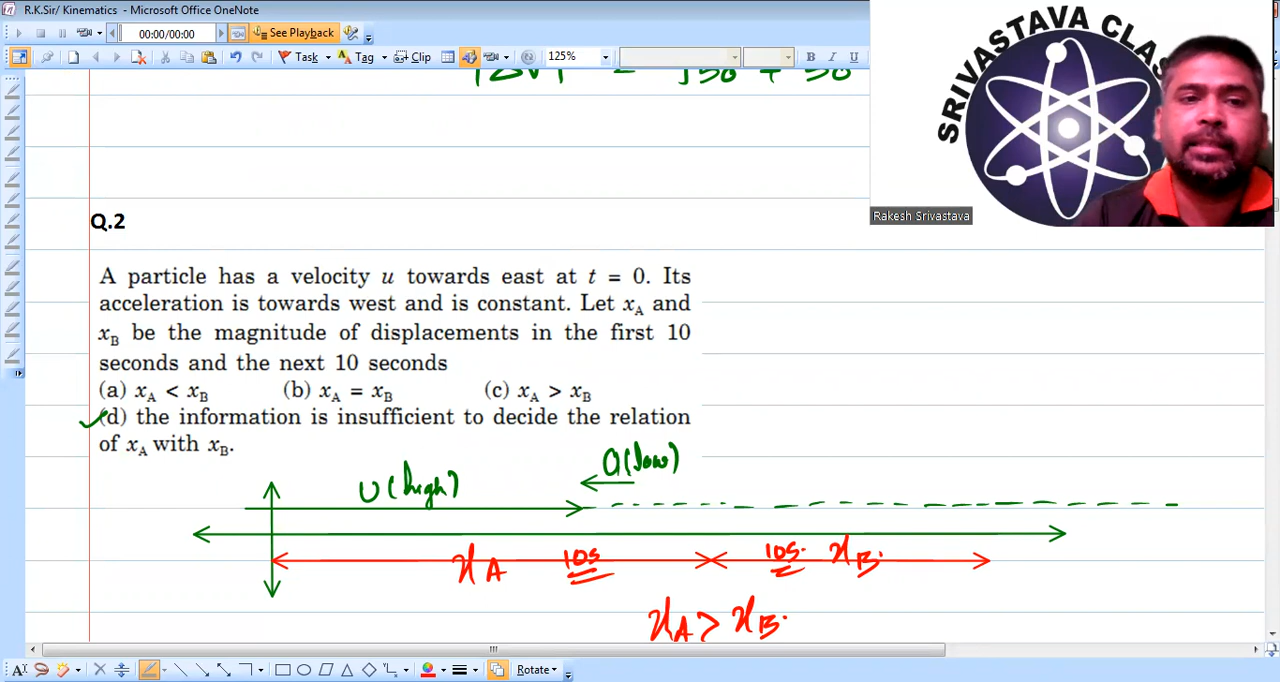 R.K.Sir/ Kinematics - Microsoft Office OneNote
00:00/00:00 See Playback
Task Tag Clip 125% B I U
SRIVASTAVA CLAS
Rakesh Srivastava
Q.2
A particle has a velocity u towards east at t = 0. Its
acceleration is towards west and is constant. Let xA and
xB be the magnitude of displacements in the first 10
seconds and the next 10 seconds
(a) xA < xB (b) xA = xB (c) xA > xB
(d) the information is insufficient to decide the relation
of xA with xB.
a(low)
u(high)
xA 10s 10s. xB.
xA > xB.
Rotate